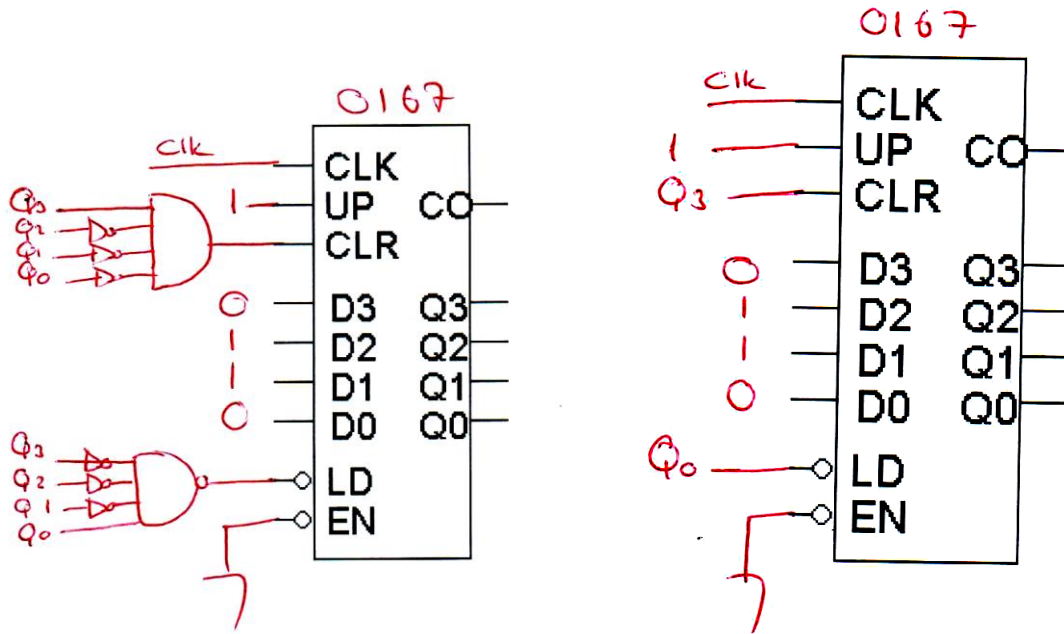 0167
Clk
CLK
1
UP
CO
Q3
Q2
Q1
Q0
CLR
0
D3
Q3
1
D2
Q2
1
D1
Q1
0
D0
Q0
Q3
Q2
Q1
Q0
LD
EN
0167
Clk
CLK
1
UP
CO
Q3
CLR
0
D3
Q3
1
D2
Q2
1
D1
Q1
0
D0
Q0
Q0
LD
EN